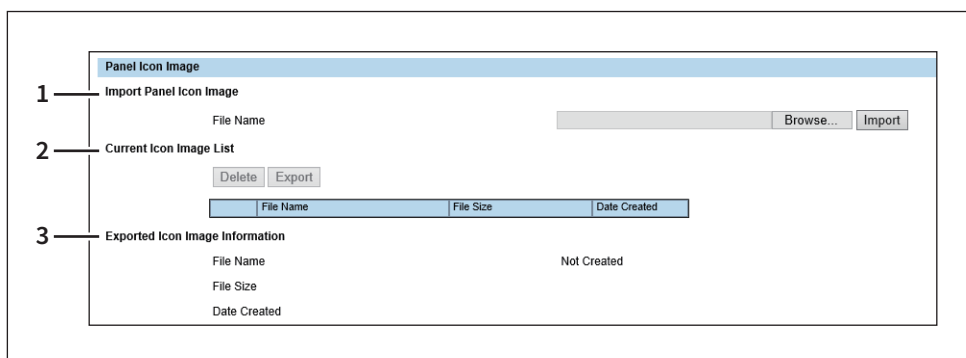 Panel Icon Image
1 Import Panel Icon Image
File Name Browse... Import
2 Current Icon Image List
Delete Export
File Name File Size Date Created
3 Exported Icon Image Information
File Name Not Created
File Size
Date Created